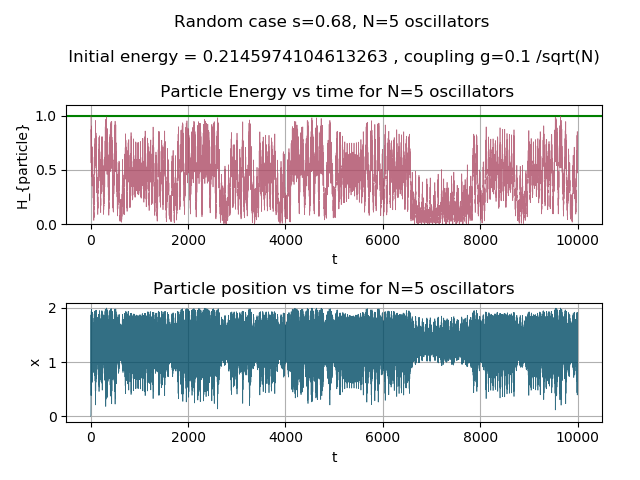 Random case s=0.68, N=5 oscillators
Initial energy = 0.2145974104613263 , coupling g=0.1 /sqrt(N)
Particle Energy vs time for N=5 oscillators
H_{particle}
1.0
0.5
0.0
0 2000 4000 6000 8000 10000
t
Particle position vs time for N=5 oscillators
x
2
1
0
0 2000 4000 6000 8000 10000
t